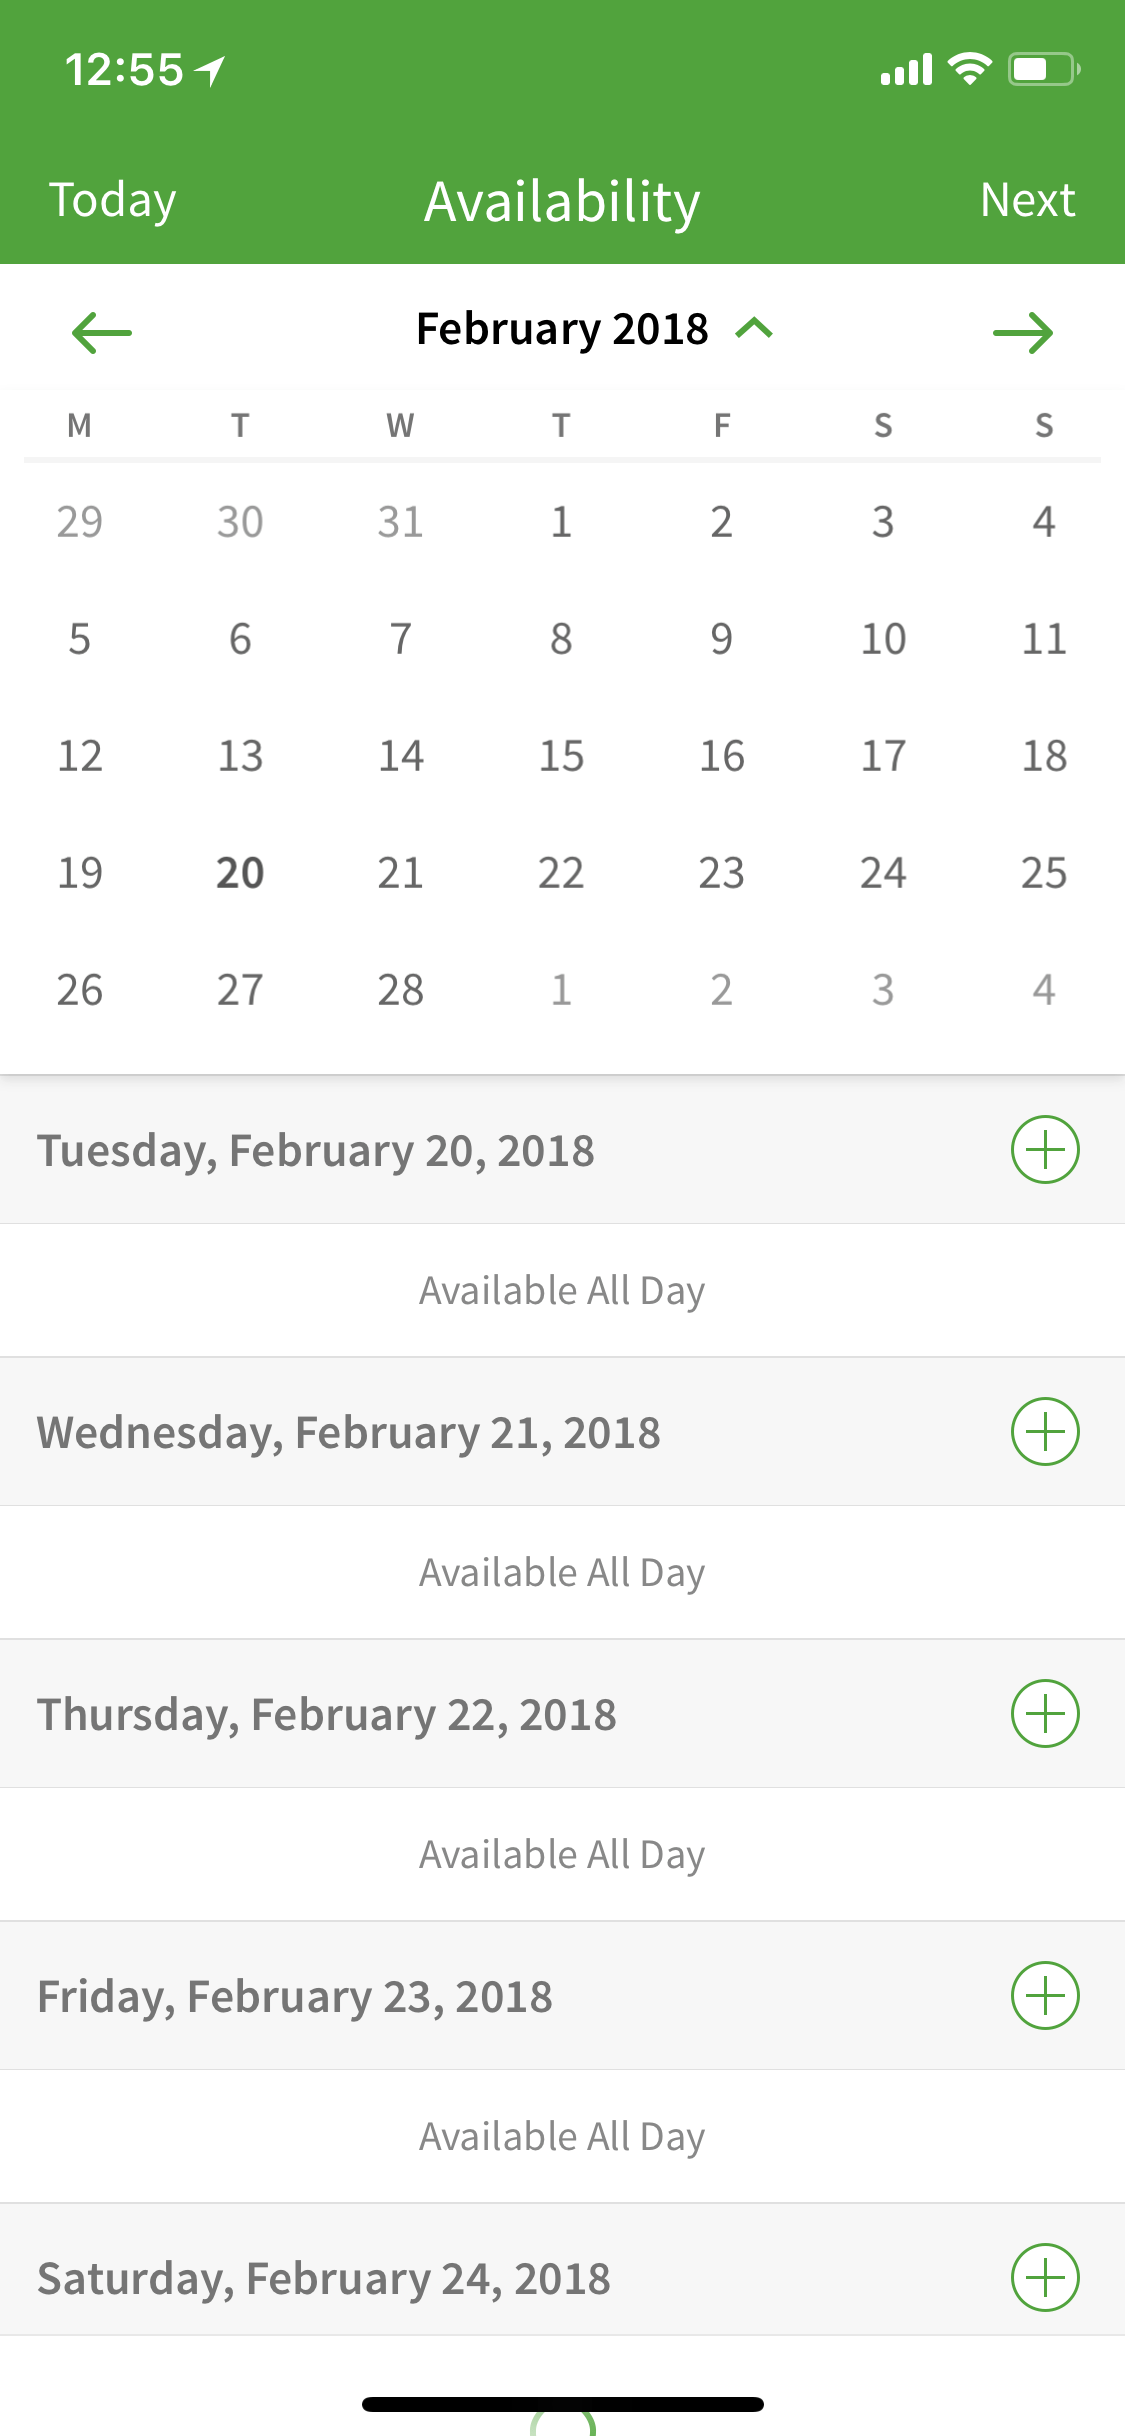 12:55
Today Availability Next
February 2018
M T W T F S S
29 30 31 1 2 3 4
5 6 7 8 9 10 11
12 13 14 15 16 17 18
19 20 21 22 23 24 25
26 27 28 1 2 3 4
Tuesday, February 20, 2018
Available All Day
Wednesday, February 21, 2018
Available All Day
Thursday, February 22, 2018
Available All Day
Friday, February 23, 2018
Available All Day
Saturday, February 24, 2018